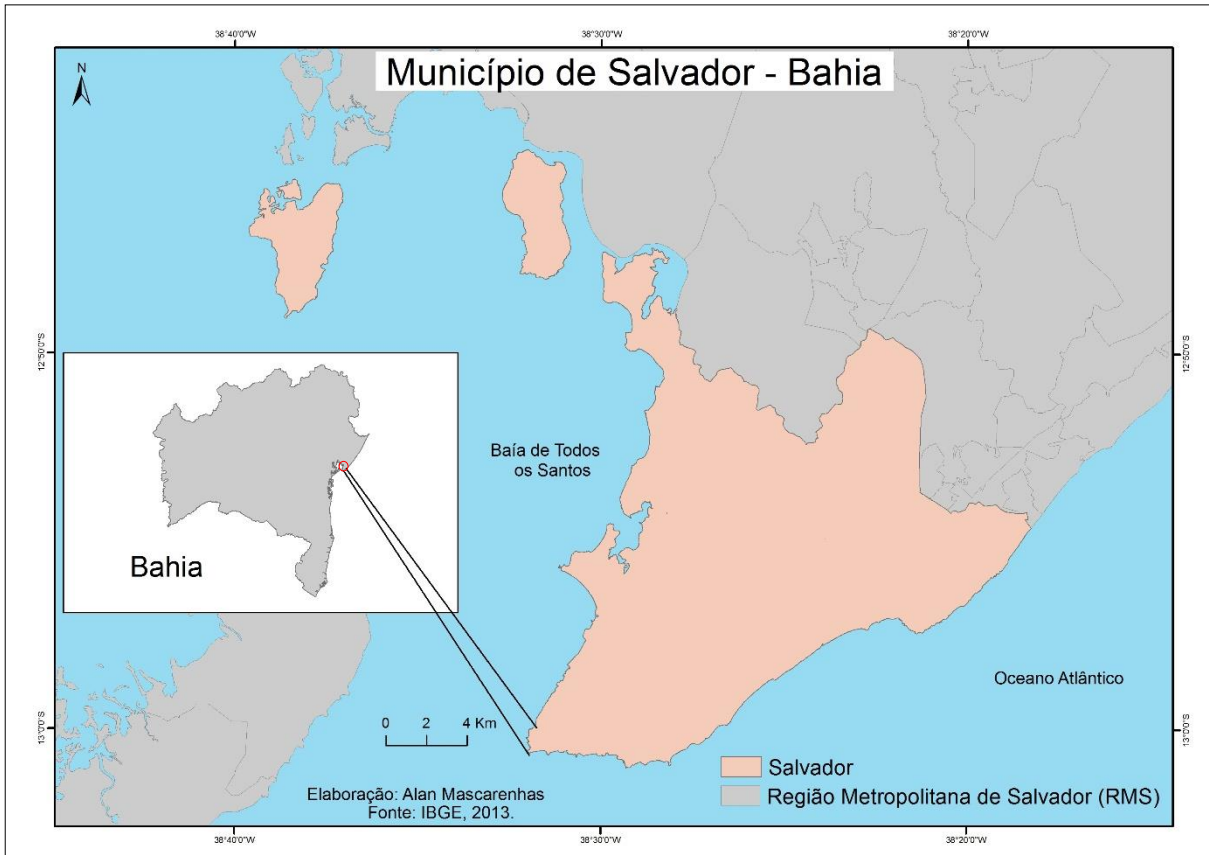 38°40'0"W
38°30'0"W
38°20'0"W
N
Município de Salvador - Bahia
12°50'0"S
12°50'0"S
Baía de Todos
os Santos
Bahia
Oceano Atlântico
13°0'0"S
13°0'0"S
0 2 4 Km
Salvador
Região Metropolitana de Salvador (RMS)
Elaboração: Alan Mascarenhas
Fonte: IBGE, 2013.
38°40'0"W
38°30'0"W
38°20'0"W